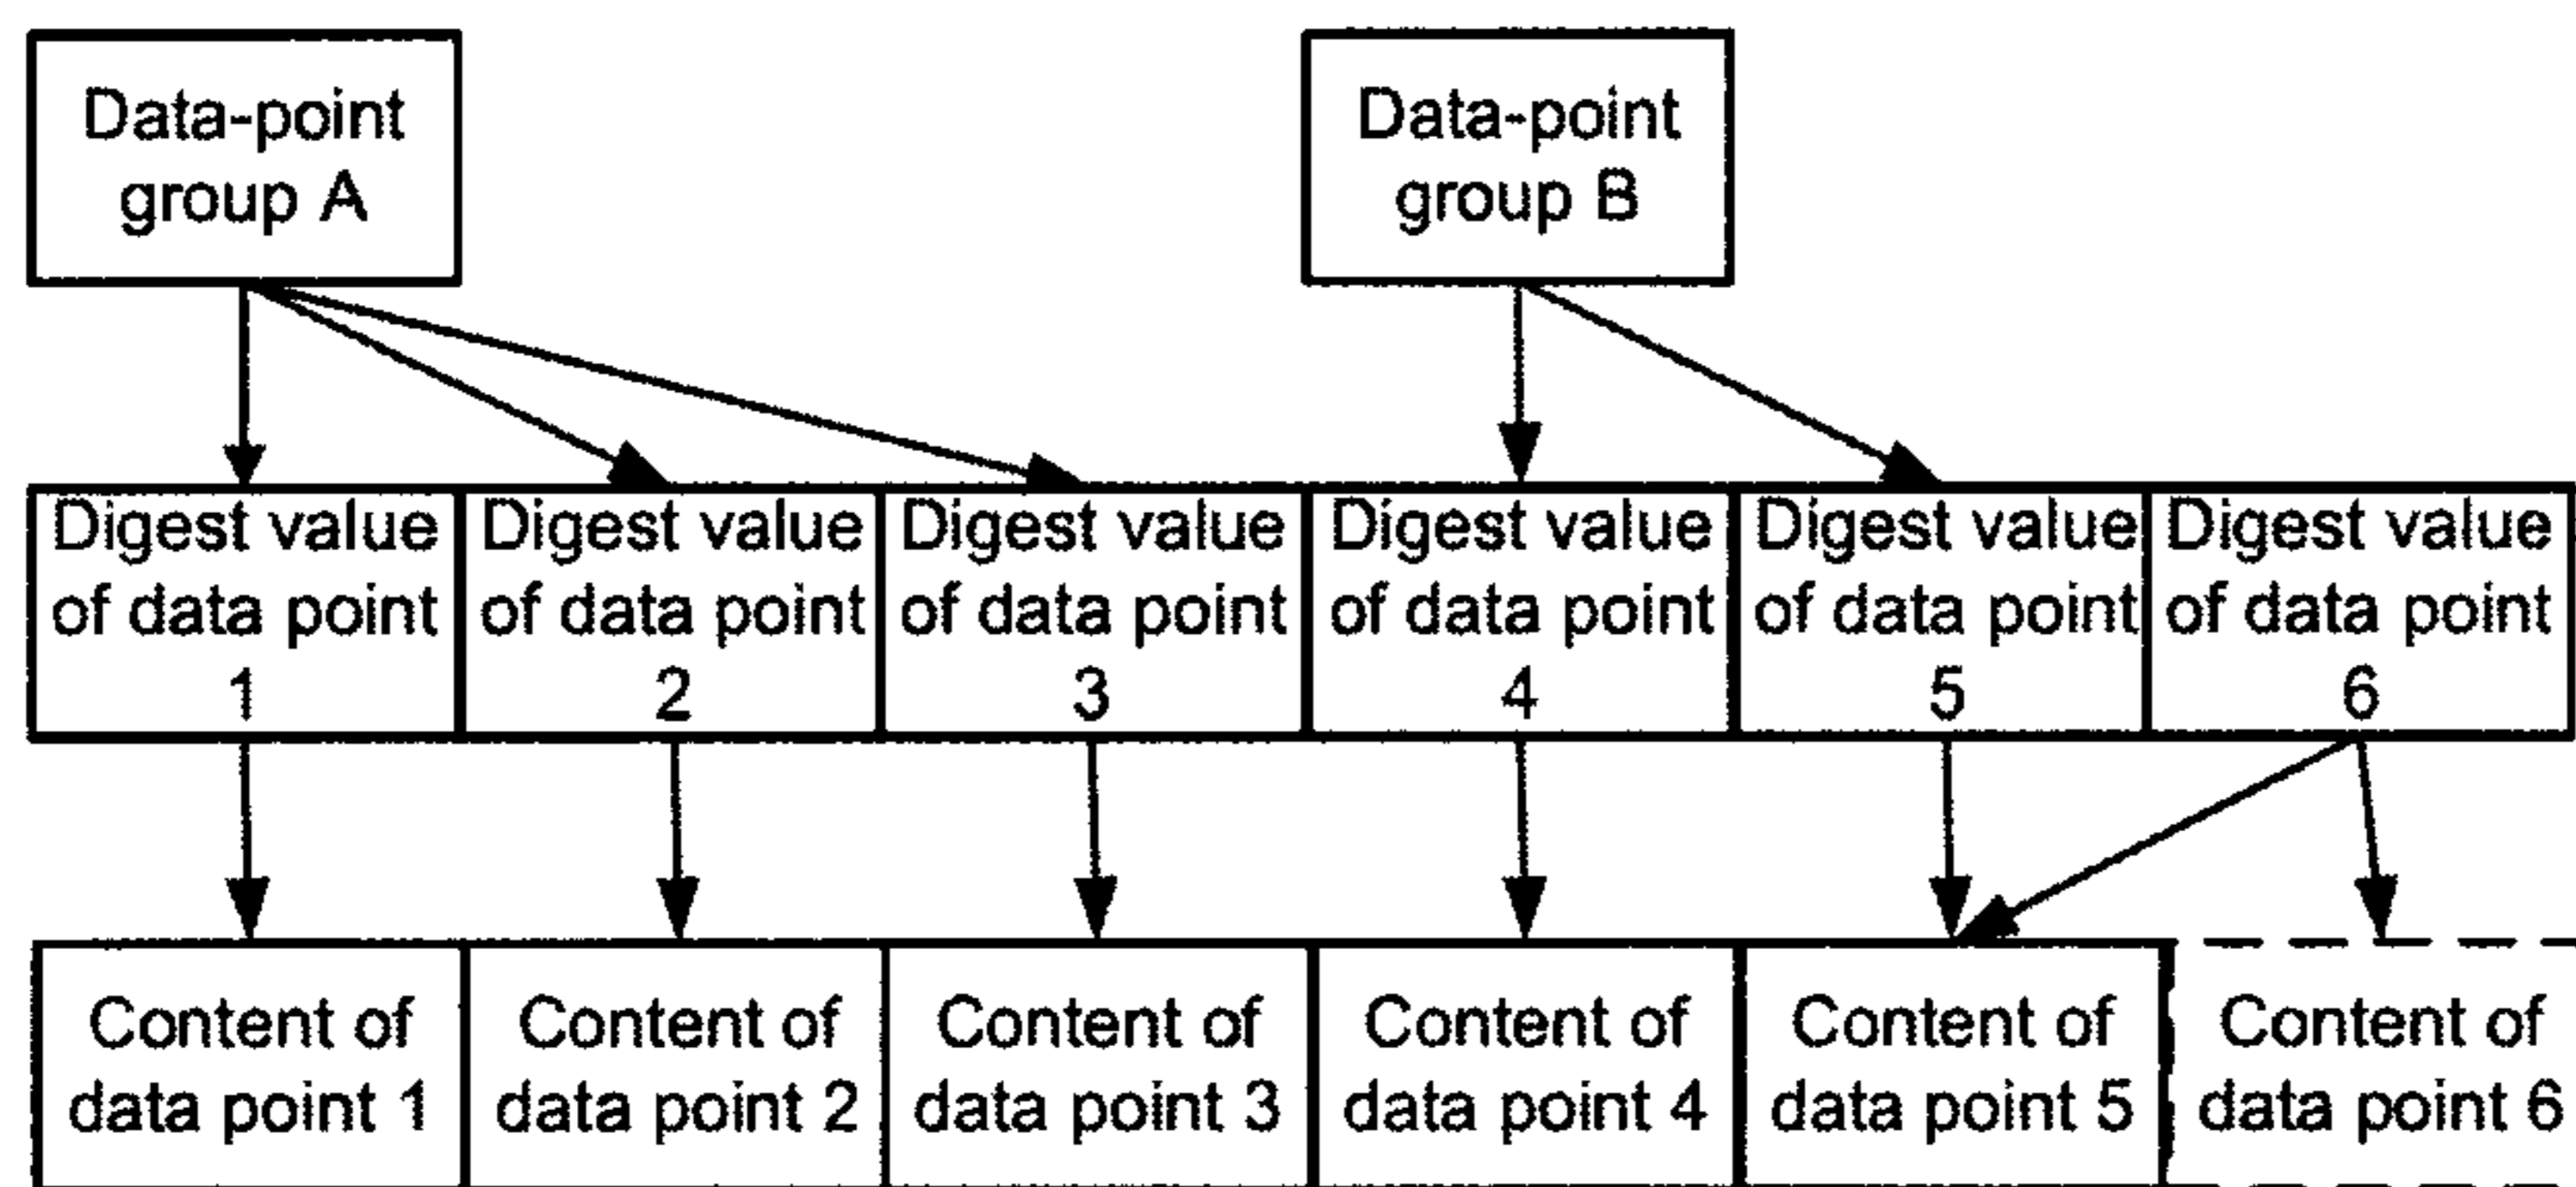 Data-point
group A
Data-point
group B
Digest value
of data point
1
Digest value
of data point
2
Digest value
of data point
3
Digest value
of data point
4
Digest value
of data point
5
Digest value
of data point
6
Content of
data point 1
Content of
data point 2
Content of
data point 3
Content of
data point 4
Content of
data point 5
Content of
data point 6